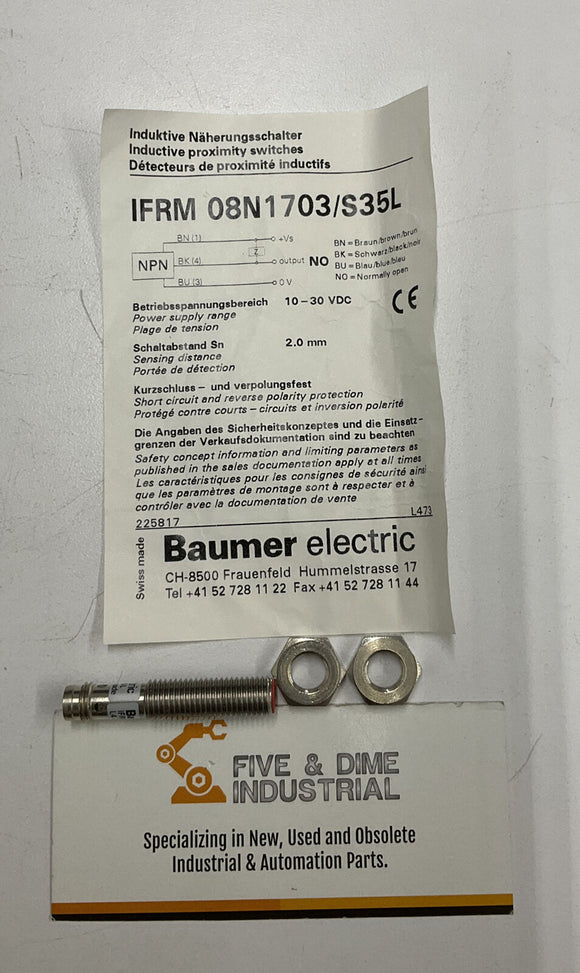 Induktive Näherungsschalter
Inductive proximity switches
Détecteurs de proximité inductifs
IFRM 08N1703/S35L
NPN
BN (1)
+Vs
Z
BK (4)
output NO
BU (3)
0 V
BN = Braun/brown/brun
BK = Schwarz/black/noir
BU = Blau/blue/bleu
NO = Normally open
Betriebsspannungsbereich 10 – 30 VDC
Power supply range
Plage de tension
CE
Schaltabstand Sn 2.0 mm
Sensing distance
Portée de détection
Kurzschluss – und verpolungsfest
Short circuit and reverse polarity protection
Protégé contre courts – circuits et inversion polarité
Die Angaben des Sicherheitskonzeptes und die Einsatz-
grenzen der Verkaufsdokumentation sind zu beachten
Safety concept information and limiting parameters as
published in the sales documentation apply at all times
Les caractéristiques pour les consignes de sécurité ainsi
que les paramètres de montage sont à respecter et à
contrôler avec la documentation de vente
225817 L473
Swiss made
Baumer electric
CH-8500 Frauenfeld Hummelstrasse 17
Tel +41 52 728 11 22 Fax +41 52 728 11 44
FIVE & DIME
INDUSTRIAL
Specializing in New, Used and Obsolete
Industrial & Automation Parts.